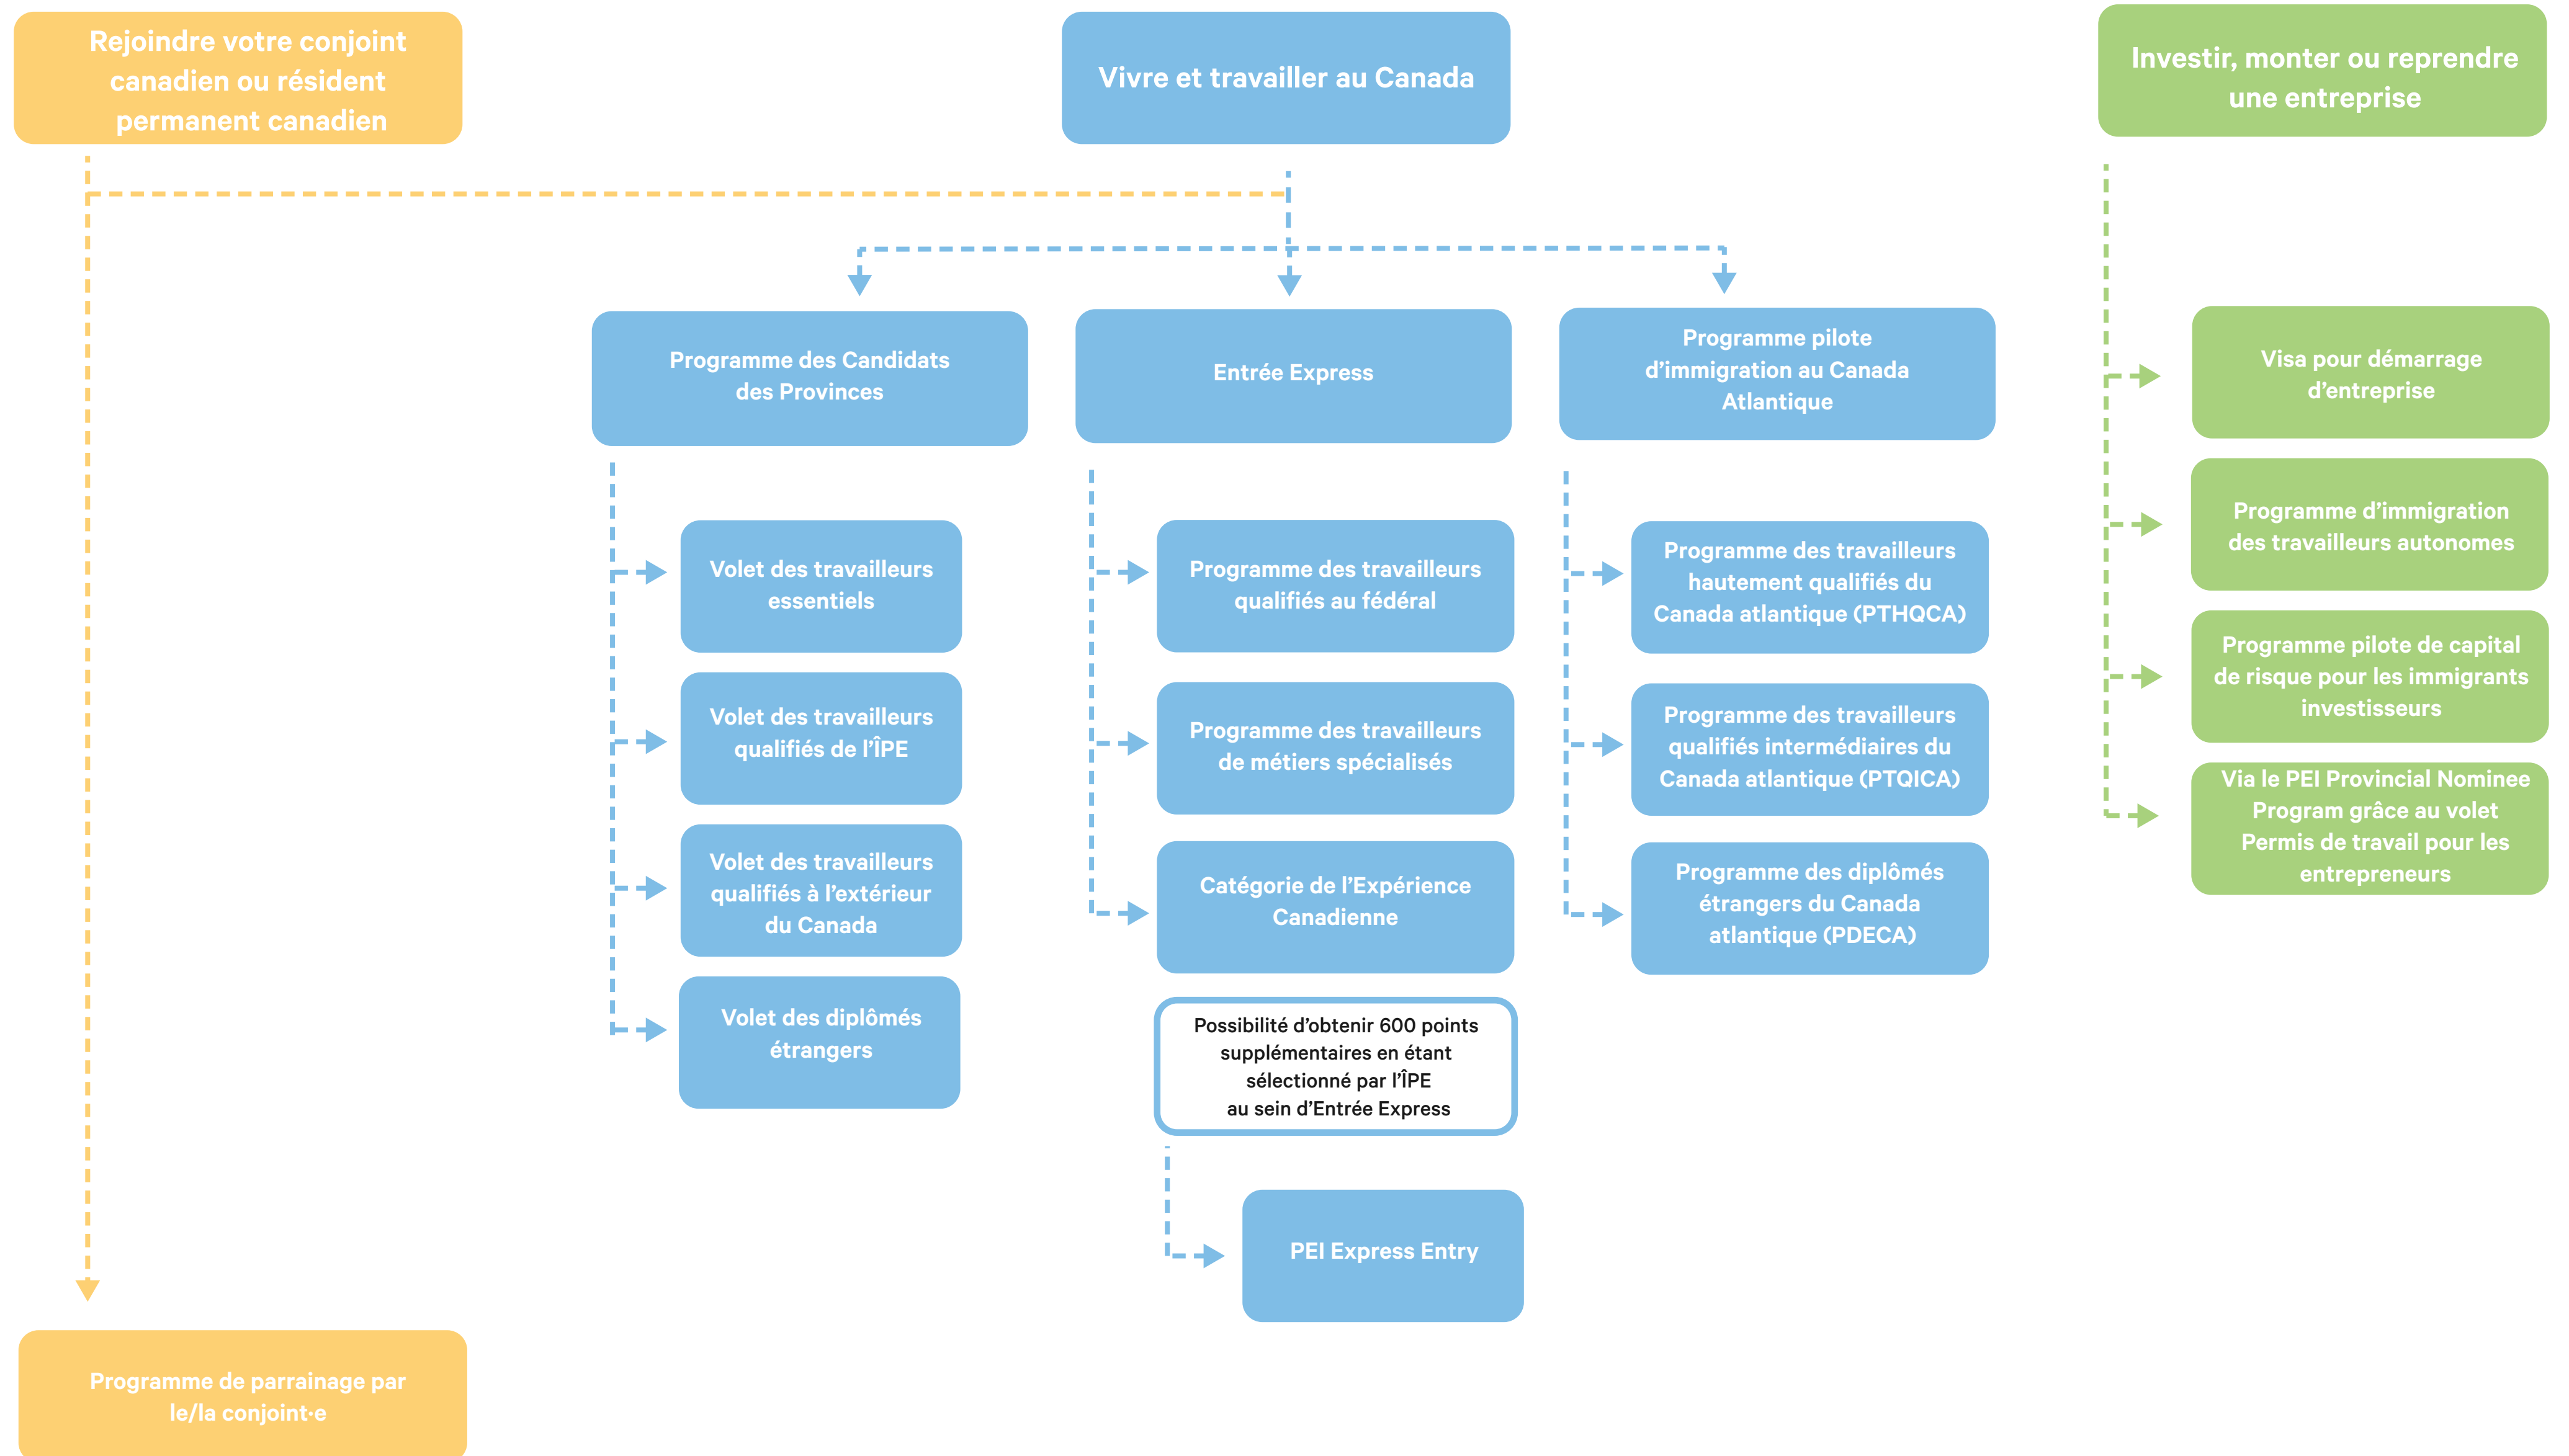 Rejoindre votre conjoint
canadien ou résident
permanent canadien
Vivre et travailler au Canada
Investir, monter ou reprendre
une entreprise
Programme des Candidats
des Provinces
Entrée Express
Programme pilote
d’immigration au Canada
Atlantique
Volet des travailleurs
essentiels
Volet des travailleurs
qualifiés de l’ÎPE
Volet des travailleurs
qualifiés à l’extérieur
du Canada
Volet des diplômés
étrangers
Programme des travailleurs
qualifiés au fédéral
Programme des travailleurs
de métiers spécialisés
Catégorie de l’Expérience
Canadienne
Possibilité d’obtenir 600 points
supplémentaires en étant
sélectionné par l’ÎPE
au sein d’Entrée Express
PEI Express Entry
Programme des travailleurs
hautement qualifiés du
Canada atlantique (PTHQCA)
Programme des travailleurs
qualifiés intermédiaires du
Canada atlantique (PTQICA)
Programme des diplômés
étrangers du Canada
atlantique (PDECA)
Visa pour démarrage
d’entreprise
Programme d’immigration
des travailleurs autonomes
Programme pilote de capital
de risque pour les immigrants
investisseurs
Via le PEI Provincial Nominee
Program grâce au volet
Permis de travail pour les
entrepreneurs
Programme de parrainage par
le/la conjoint·e